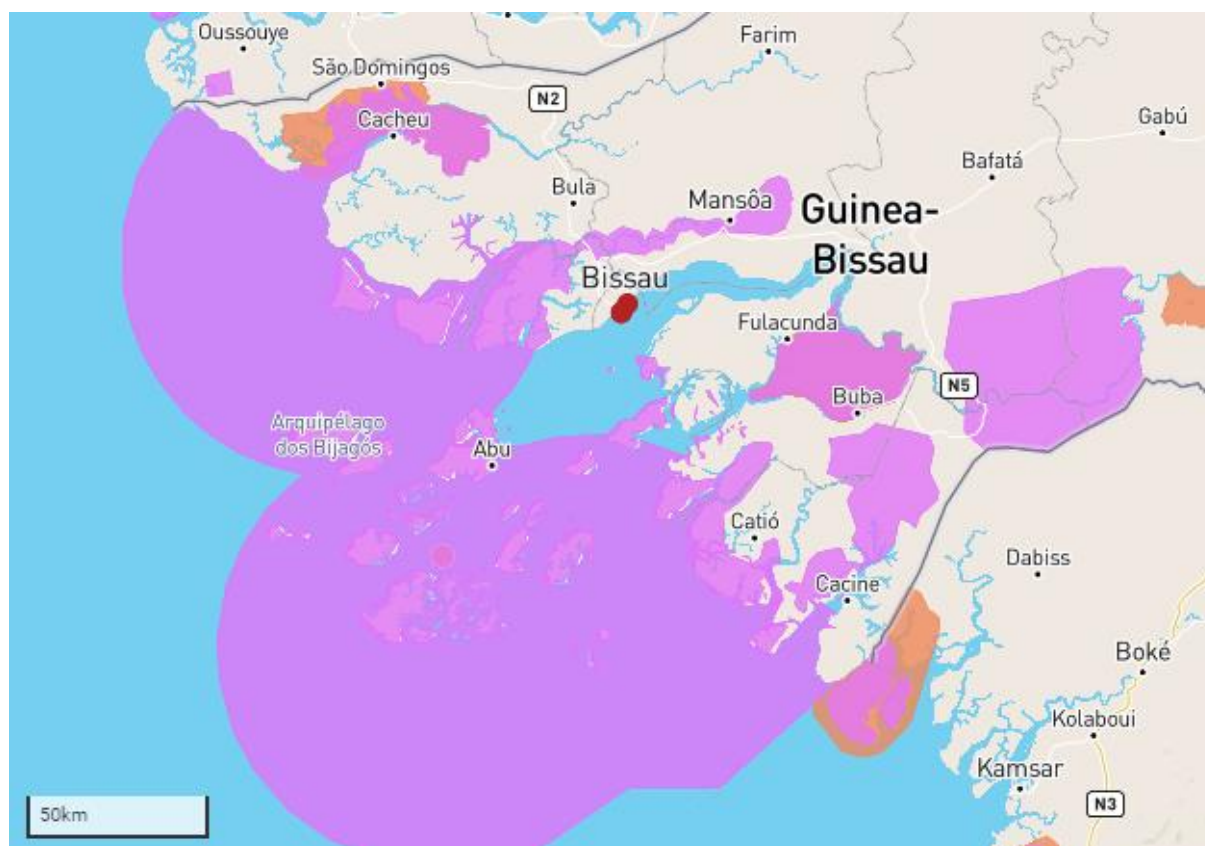 Oussouye
Farim
São Domingos
N2
Gabú
Cacheu
Bafatá
Bula
Mansôa
Guinea-
Bissau
Bissau
Fulacunda
N5
Buba
Arquipélago
dos Bijagós
Abu
Catió
Dabiss
Cacine
Boké
Kolaboui
Kamsar
N3
50km